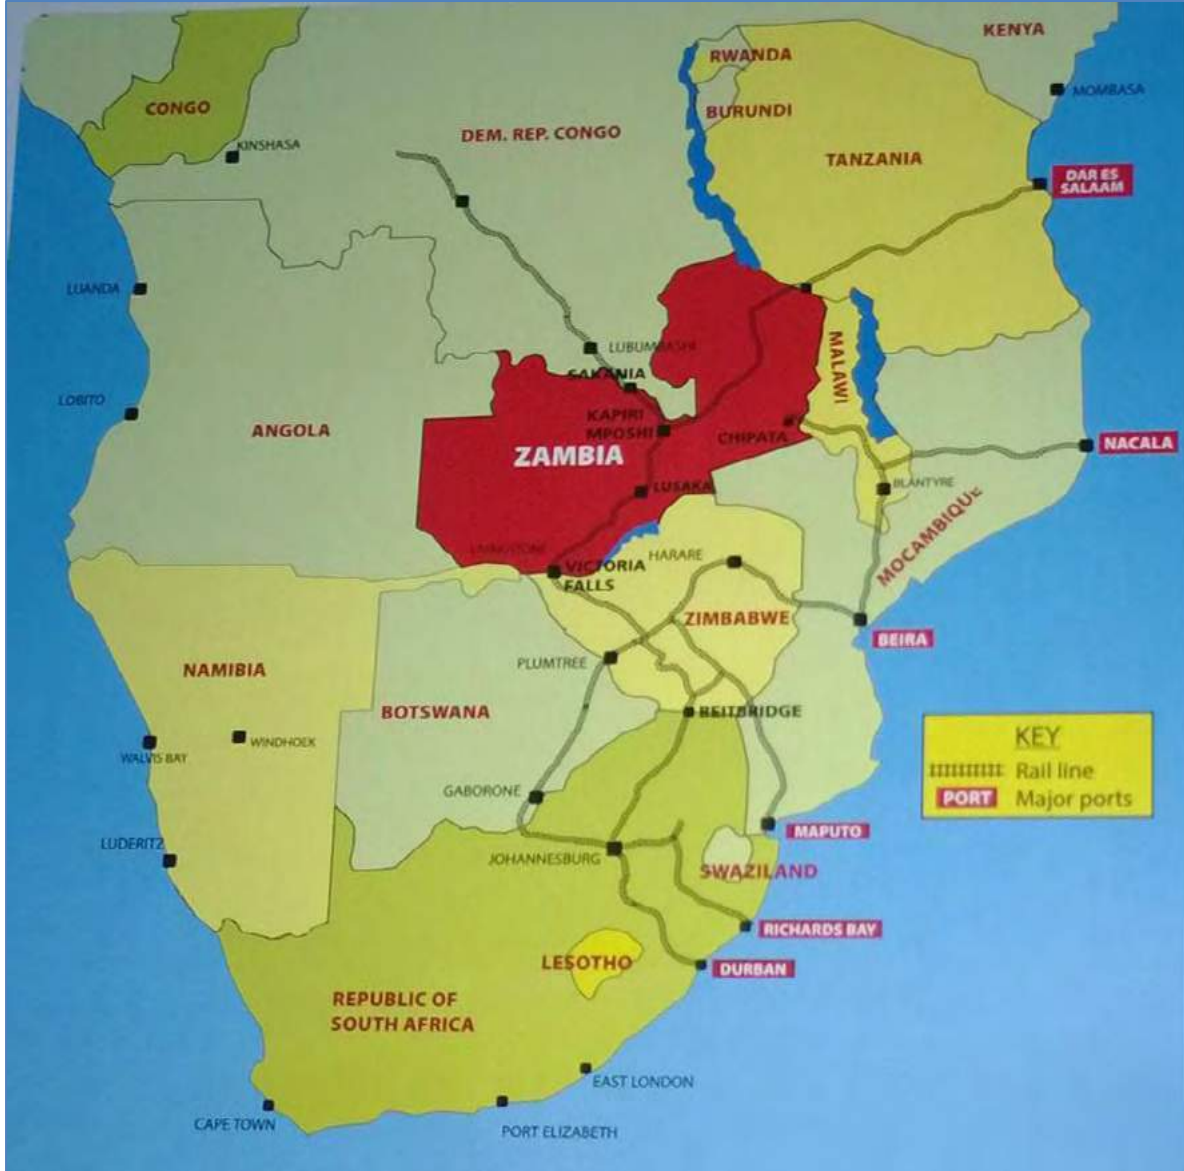 KENYA
RWANDA
MOMBASA
CONGO
BURUNDI
DEM. REP. CONGO
KINSHASA
TANZANIA
DAR ES
SALAAM
LUANDA
LUBUMBASHI
MALAWI
SAKANIA
LOBITO
KAPIRI
MPOSHI
CHIPATA
ANGOLA
ZAMBIA
NACALA
LUSAKA
BLANTYRE
MOCAMBIQUE
LIVINGSTONE
HARARE
VICTORIA
FALLS
ZIMBABWE
BEIRA
PLUMTREE
NAMIBIA
BOTSWANA
BEITBRIDGE
WINDHOEK
WALVIS BAY
KEY
Rail line
PORT Major ports
GABORONE
MAPUTO
LUDERITZ
JOHANNESBURG
SWAZILAND
RICHARDS BAY
LESOTHO
DURBAN
REPUBLIC OF
SOUTH AFRICA
EAST LONDON
CAPE TOWN
PORT ELIZABETH